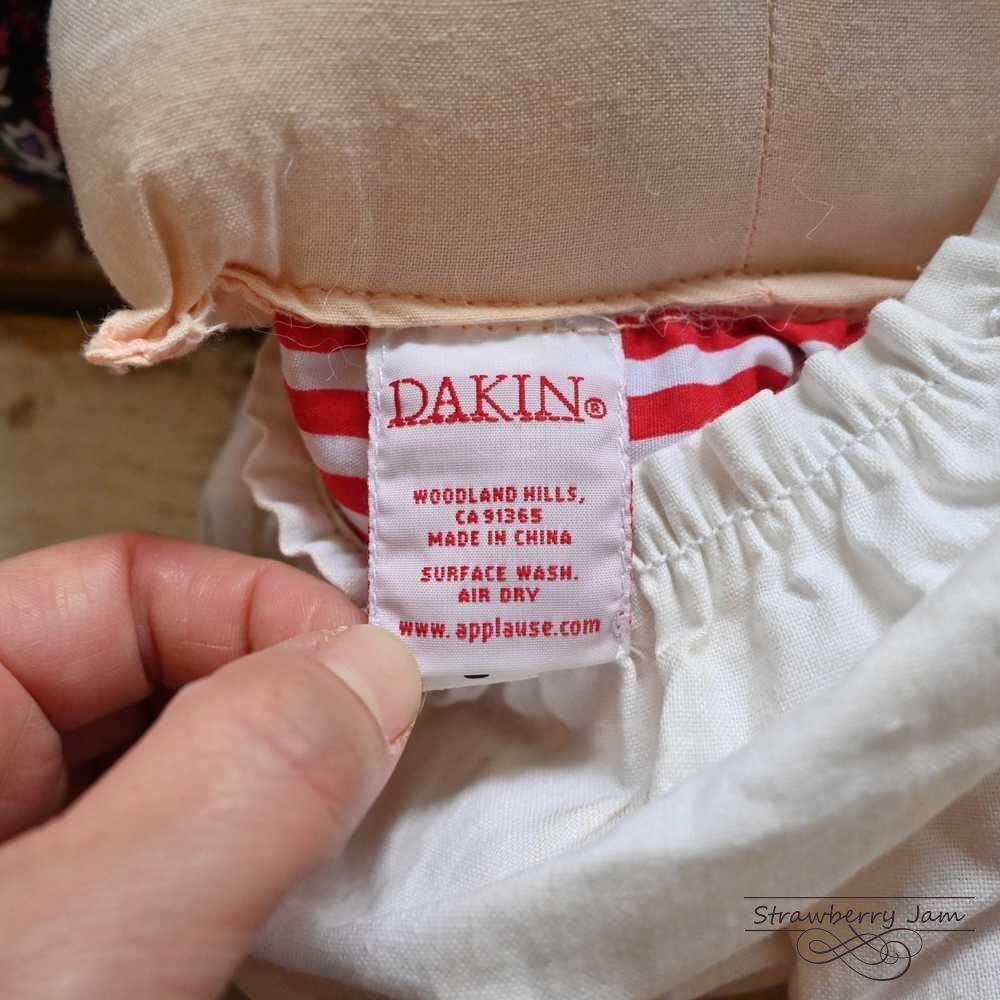 DAKIN®
WOODLAND HILLS,
CA 91365
MADE IN CHINA
SURFACE WASH.
AIR DRY
www.applause.com
Strawberry Jam